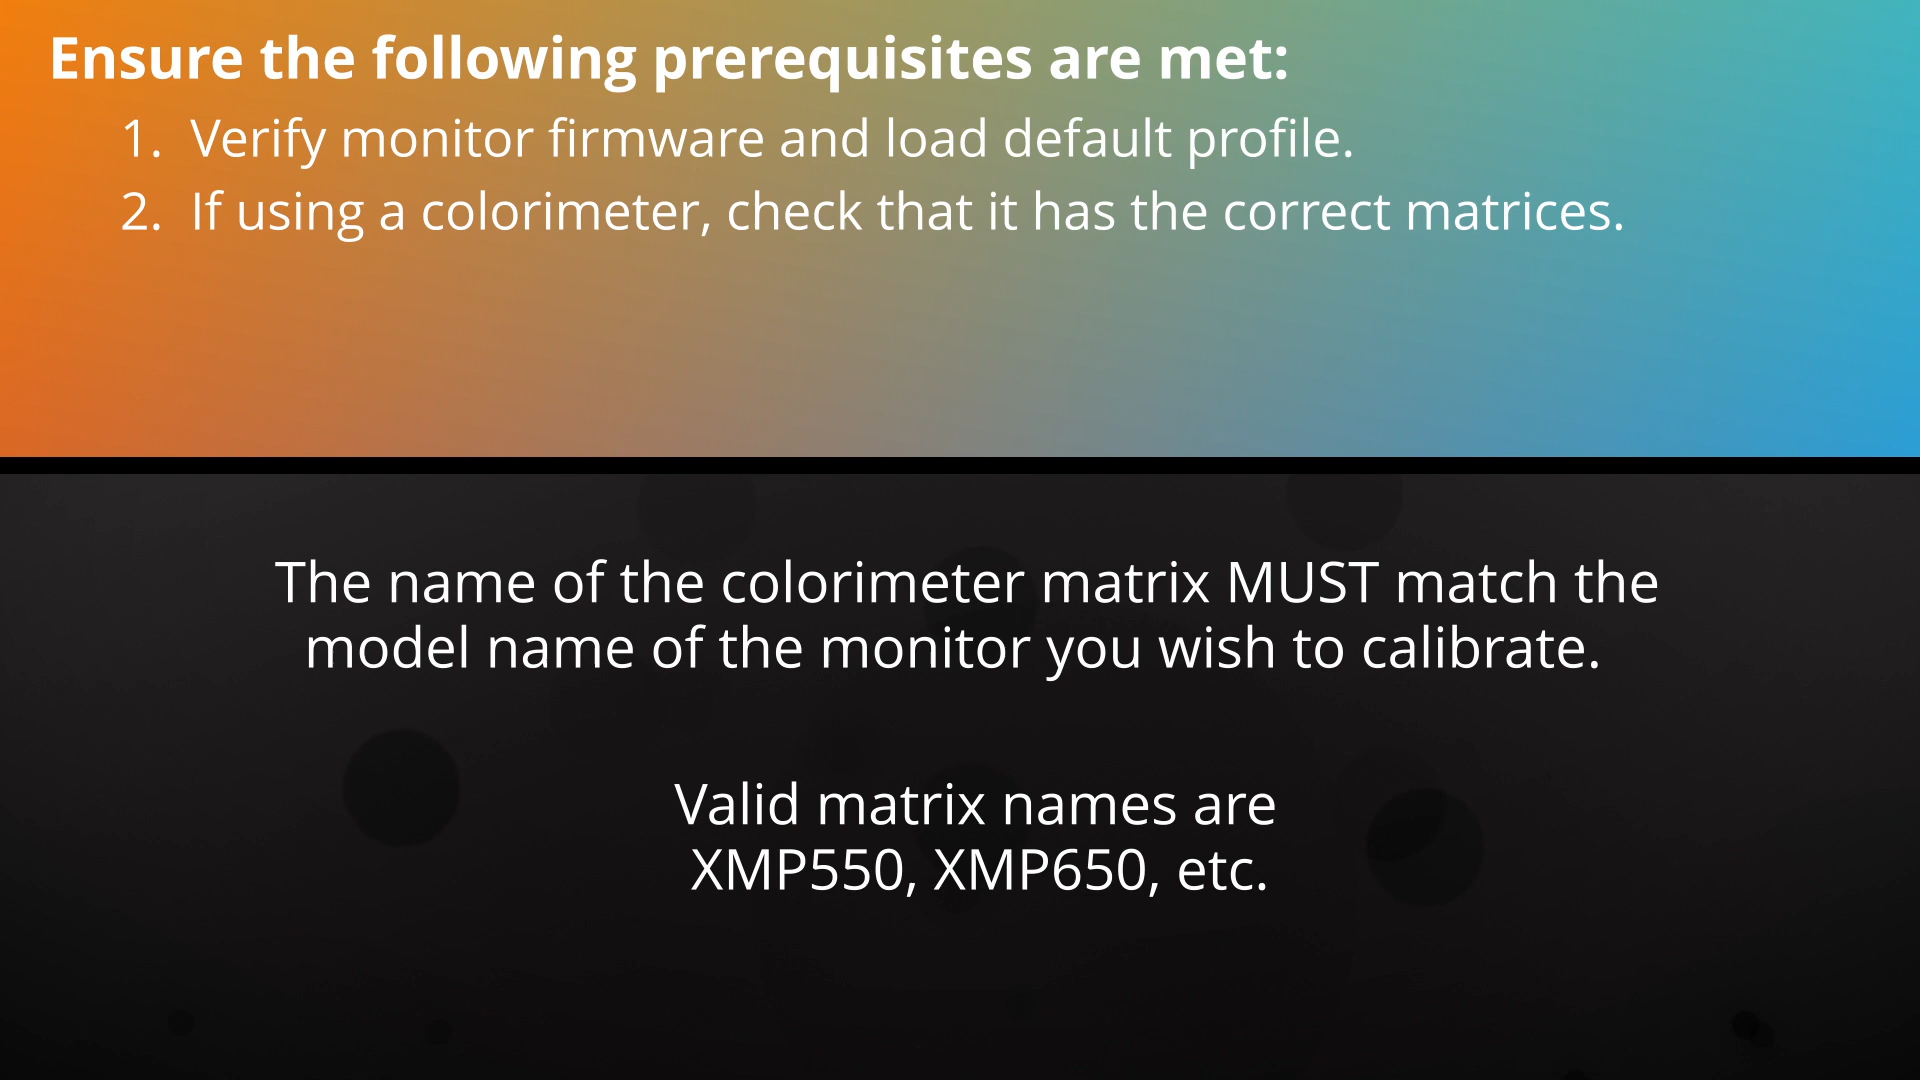 Ensure the following prerequisites are met:
1. Verify monitor firmware and load default profile.
2. If using a colorimeter, check that it has the correct matrices.
The name of the colorimeter matrix MUST match the
model name of the monitor you wish to calibrate.
Valid matrix names are
XMP550, XMP650, etc.